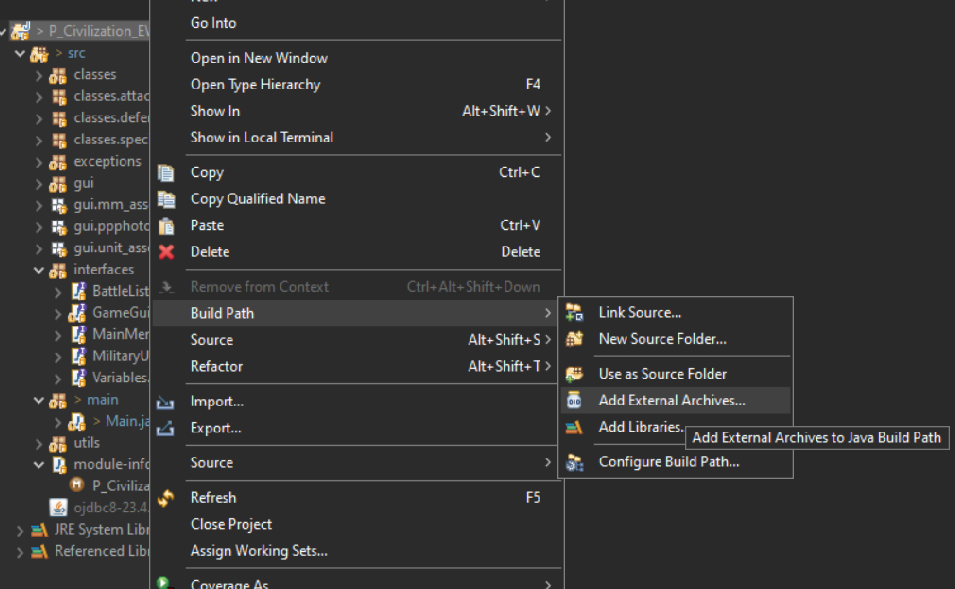 > P_Civilization_EV
> src
classes
classes.attac
classes.defen
classes.spec
exceptions
gui
gui.mm_ass
gui.ppphoto
gui.unit_asse
interfaces
BattleList
GameGui
MainMen
MilitaryU
Variables.
> main
> Main.ja
utils
module-info
P_Civiliza
ojdbc8-23.4.
JRE System Libr
Referenced Libr
Go Into
Open in New Window
Open Type Hierarchy F4
Show In Alt+Shift+W >
Show in Local Terminal >
Copy Ctrl+C
Copy Qualified Name
Paste Ctrl+V
Delete Delete
Remove from Context Ctrl+Alt+Shift+Down
Build Path >
Source Alt+Shift+S >
Refactor Alt+Shift+T >
Import...
Export...
Source >
Refresh F5
Close Project
Assign Working Sets...
Coverage As >
Link Source...
New Source Folder...
Use as Source Folder
Add External Archives...
Add Libraries.
Add External Archives to Java Build Path
Configure Build Path...